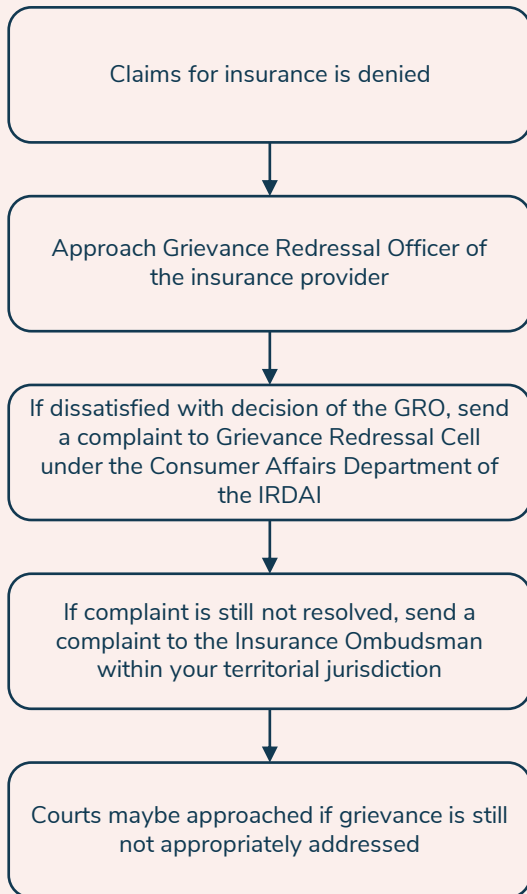 Claims for insurance is denied
Approach Grievance Redressal Officer of
the insurance provider
If dissatisfied with decision of the GRO, send
a complaint to Grievance Redressal Cell
under the Consumer Affairs Department of
the IRDAI
If complaint is still not resolved, send a
complaint to the Insurance Ombudsman
within your territorial jurisdiction
Courts maybe approached if grievance is still
not appropriately addressed